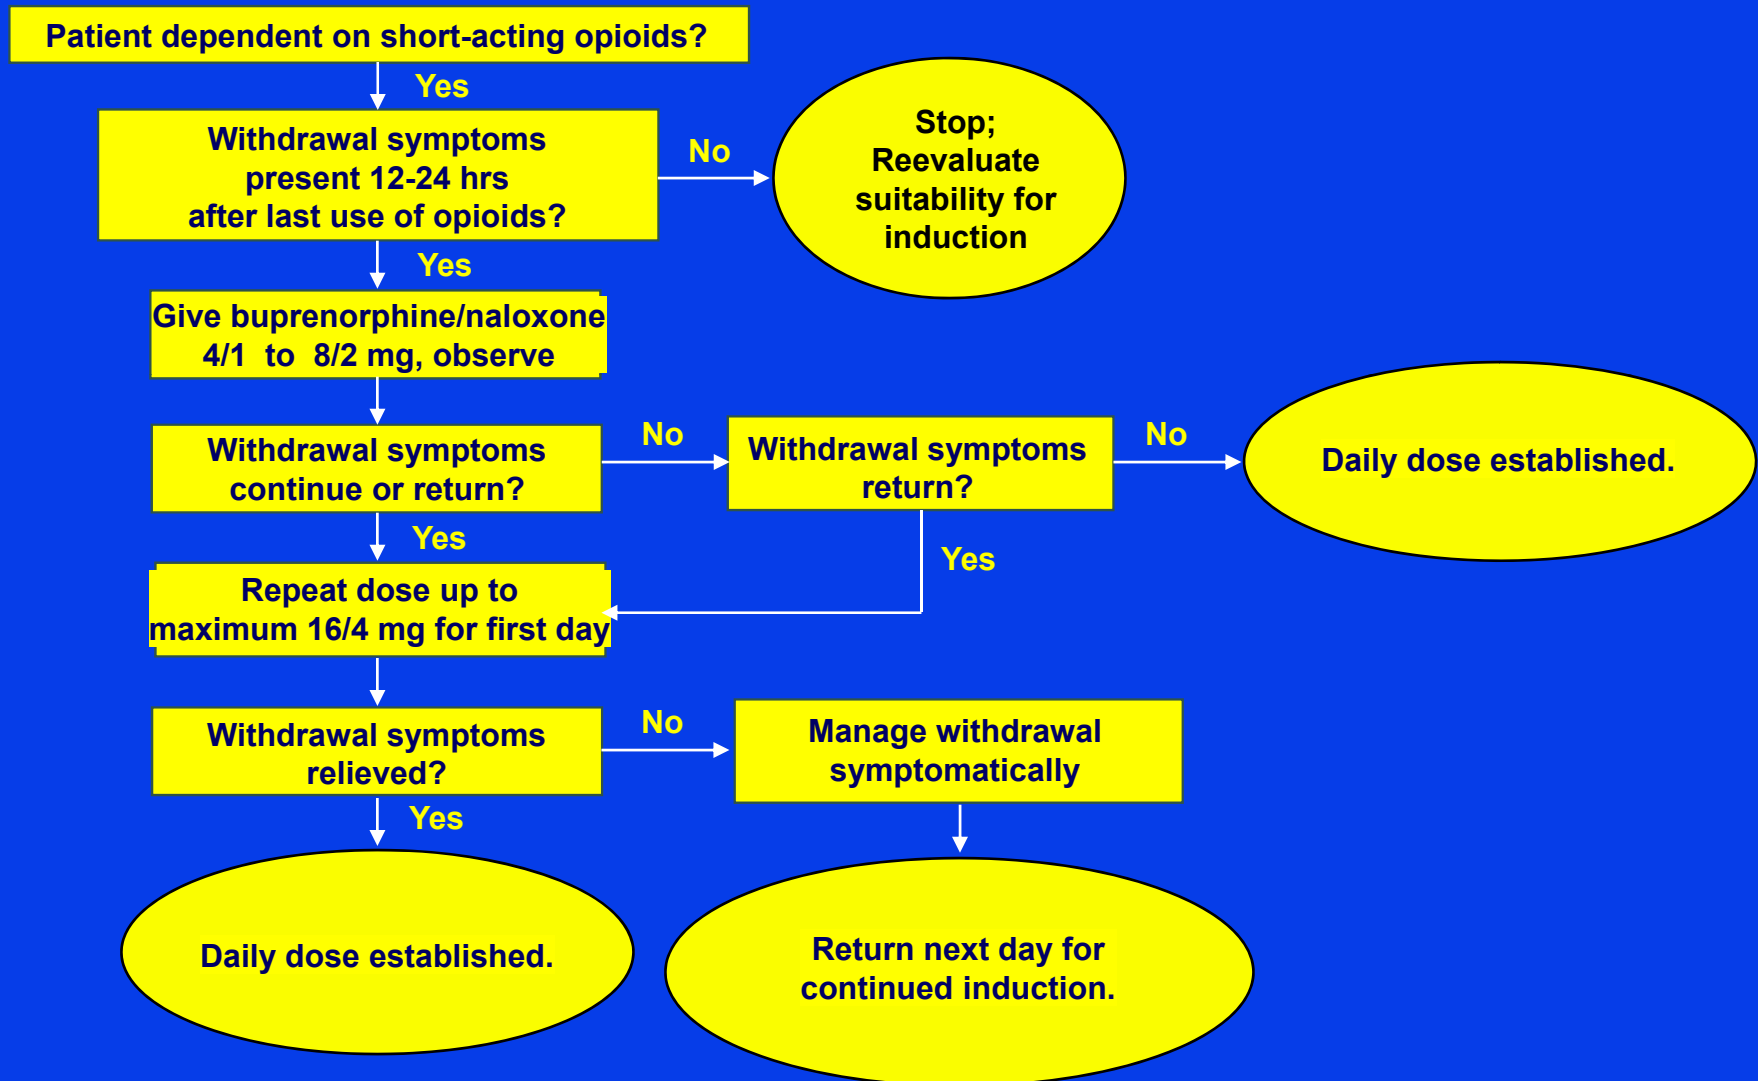 Patient dependent on short-acting opioids?
Yes
Withdrawal symptoms
present 12-24 hrs
after last use of opioids?
No
Stop;
Reevaluate
suitability for
induction
Yes
Give buprenorphine/naloxone
4/1 to 8/2 mg, observe
Withdrawal symptoms
continue or return?
No
Withdrawal symptoms
return?
No
Daily dose established.
Yes
Yes
Repeat dose up to
maximum 16/4 mg for first day
Withdrawal symptoms
relieved?
No
Manage withdrawal
symptomatically
Yes
Daily dose established.
Return next day for
continued induction.